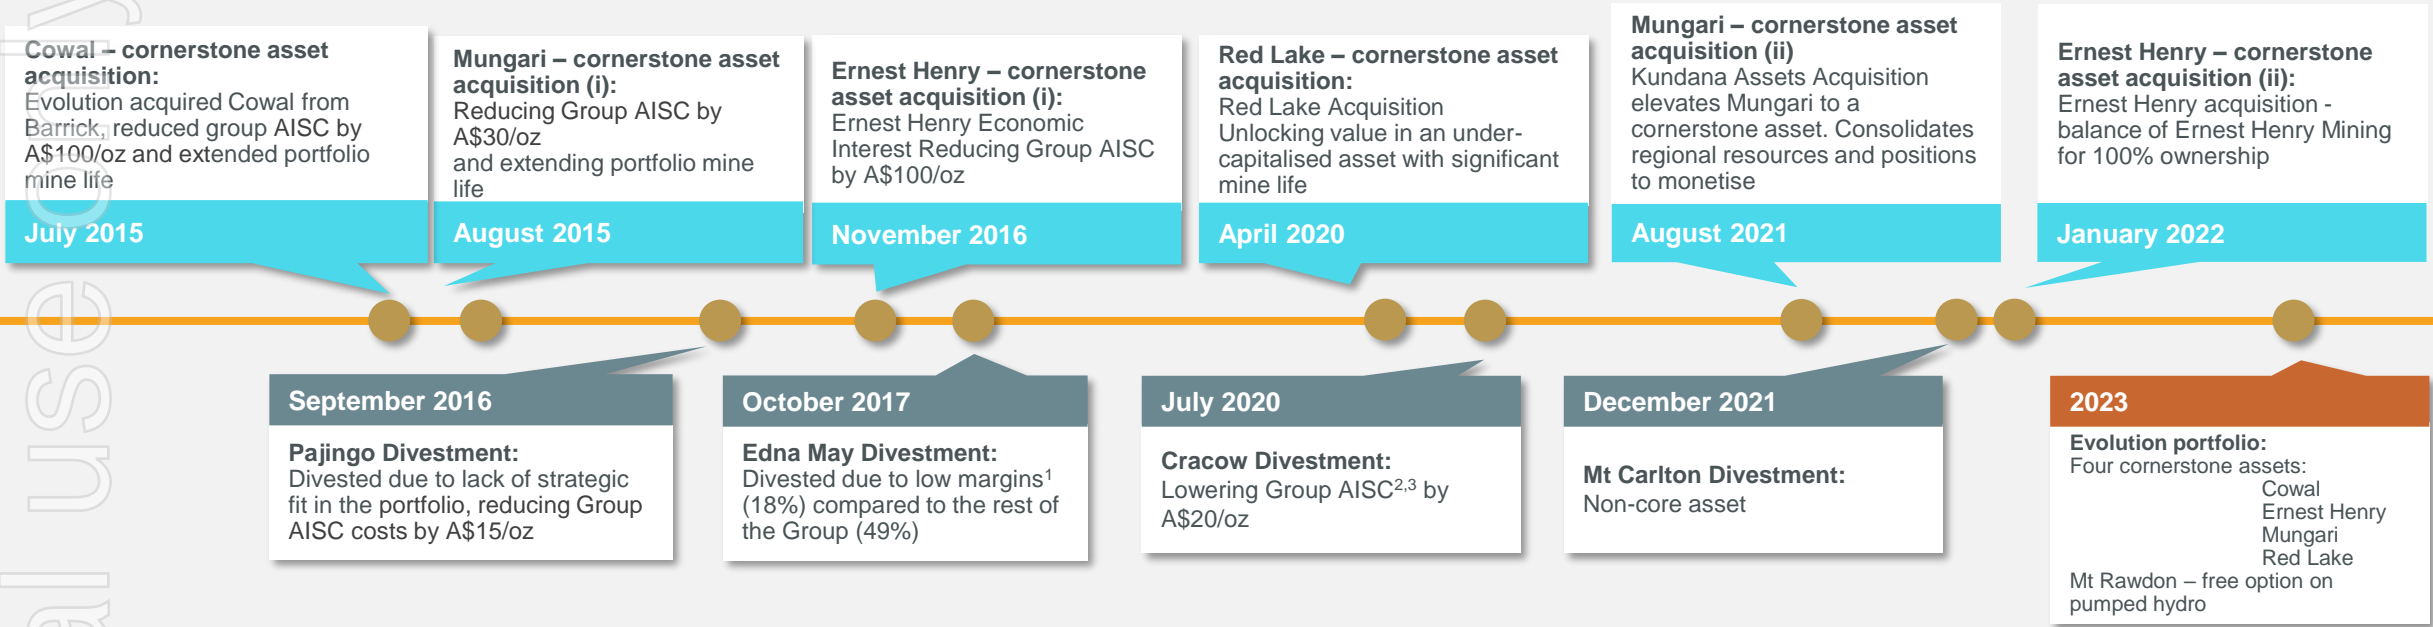 Cowal – cornerstone asset
acquisition:
Evolution acquired Cowal from
Barrick, reduced group AISC by
A$100/oz and extended portfolio
mine life
July 2015
Mungari – cornerstone asset
acquisition (i):
Reducing Group AISC by
A$30/oz
and extending portfolio mine
life
August 2015
Ernest Henry – cornerstone
asset acquisition (i):
Ernest Henry Economic
Interest Reducing Group AISC
by A$100/oz
November 2016
Red Lake – cornerstone asset
acquisition:
Red Lake Acquisition
Unlocking value in an under-
capitalised asset with significant
mine life
April 2020
Mungari – cornerstone asset
acquisition (ii)
Kundana Assets Acquisition
elevates Mungari to a
cornerstone asset. Consolidates
regional resources and positions
to monetise
August 2021
Ernest Henry – cornerstone
asset acquisition (ii):
Ernest Henry acquisition -
balance of Ernest Henry Mining
for 100% ownership
January 2022
September 2016
Pajingo Divestment:
Divested due to lack of strategic
fit in the portfolio, reducing Group
AISC costs by A$15/oz
October 2017
Edna May Divestment:
Divested due to low margins¹
(18%) compared to the rest of
the Group (49%)
July 2020
Cracow Divestment:
Lowering Group AISC²,³ by
A$20/oz
December 2021
Mt Carlton Divestment:
Non-core asset
2023
Evolution portfolio:
Four cornerstone assets:
Cowal
Ernest Henry
Mungari
Red Lake
Mt Rawdon – free option on
pumped hydro
al use only